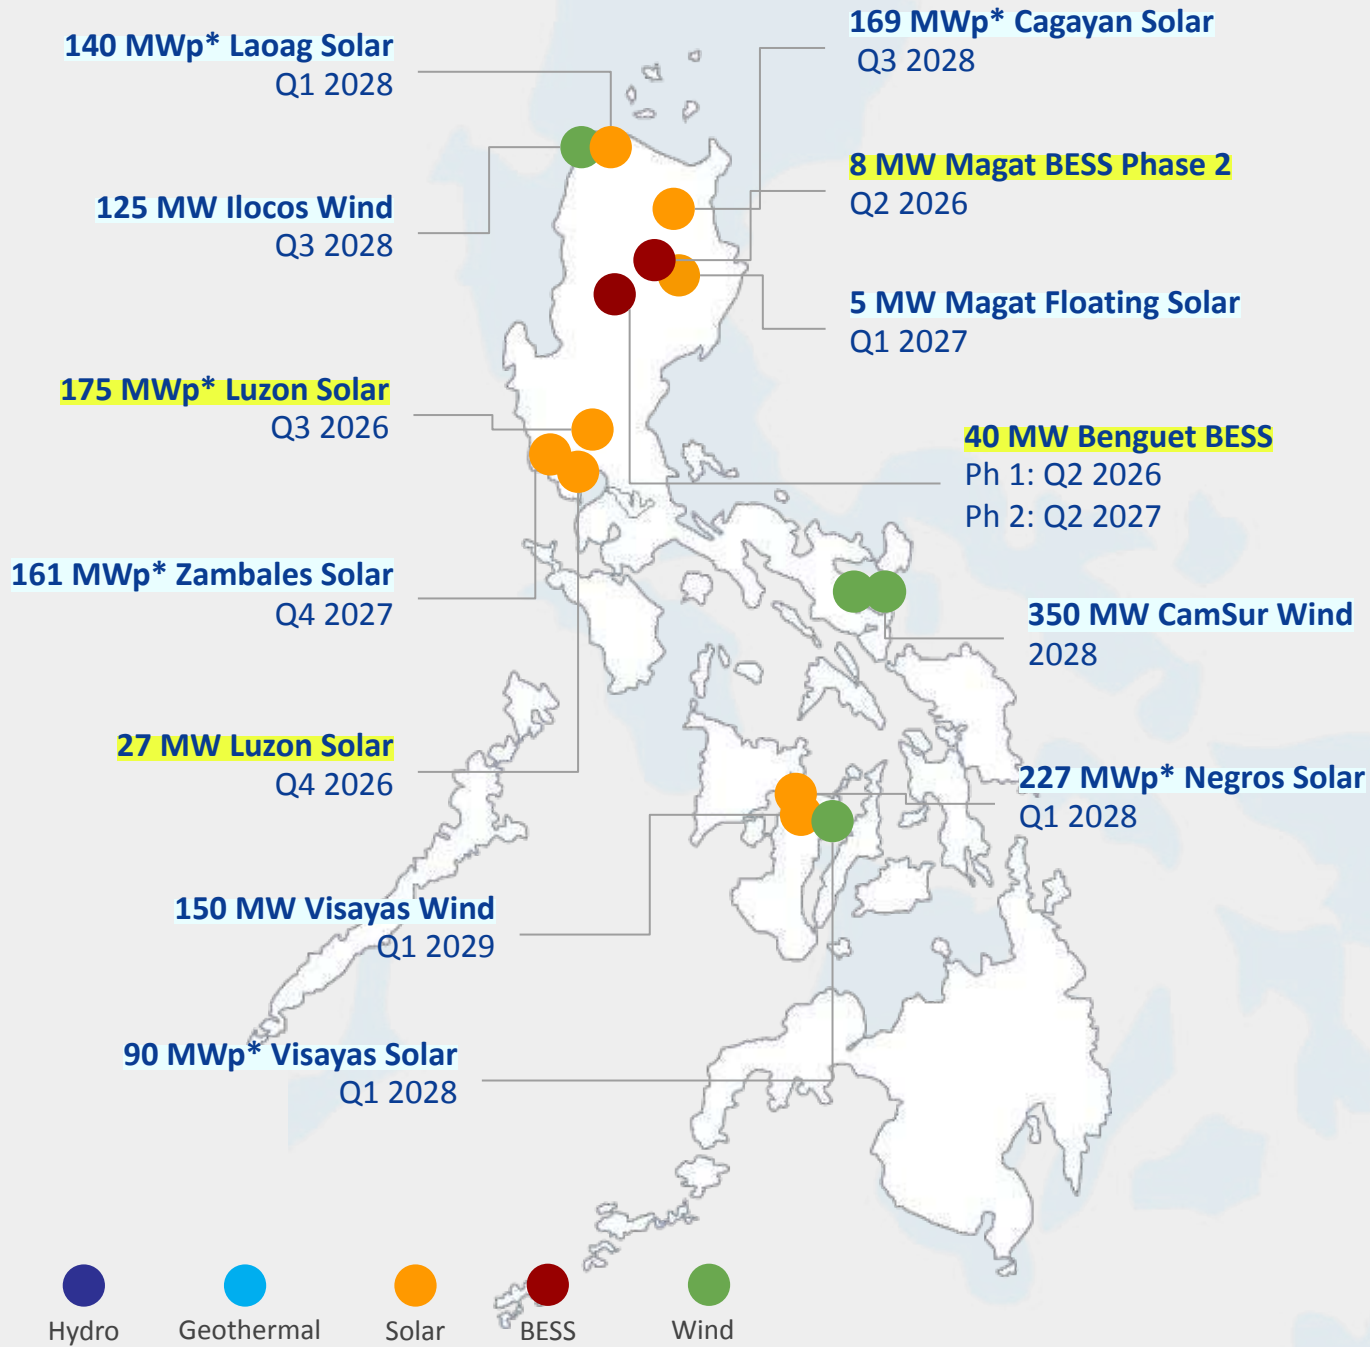 140 MWp* Laoag Solar
Q1 2028
169 MWp* Cagayan Solar
Q3 2028
125 MW Ilocos Wind
Q3 2028
8 MW Magat BESS Phase 2
Q2 2026
5 MW Magat Floating Solar
Q1 2027
175 MWp* Luzon Solar
Q3 2026
40 MW Benguet BESS
Ph 1: Q2 2026
Ph 2: Q2 2027
161 MWp* Zambales Solar
Q4 2027
350 MW CamSur Wind
2028
27 MW Luzon Solar
Q4 2026
227 MWp* Negros Solar
Q1 2028
150 MW Visayas Wind
Q1 2029
90 MWp* Visayas Solar
Q1 2028
Hydro
Geothermal
Solar
BESS
Wind